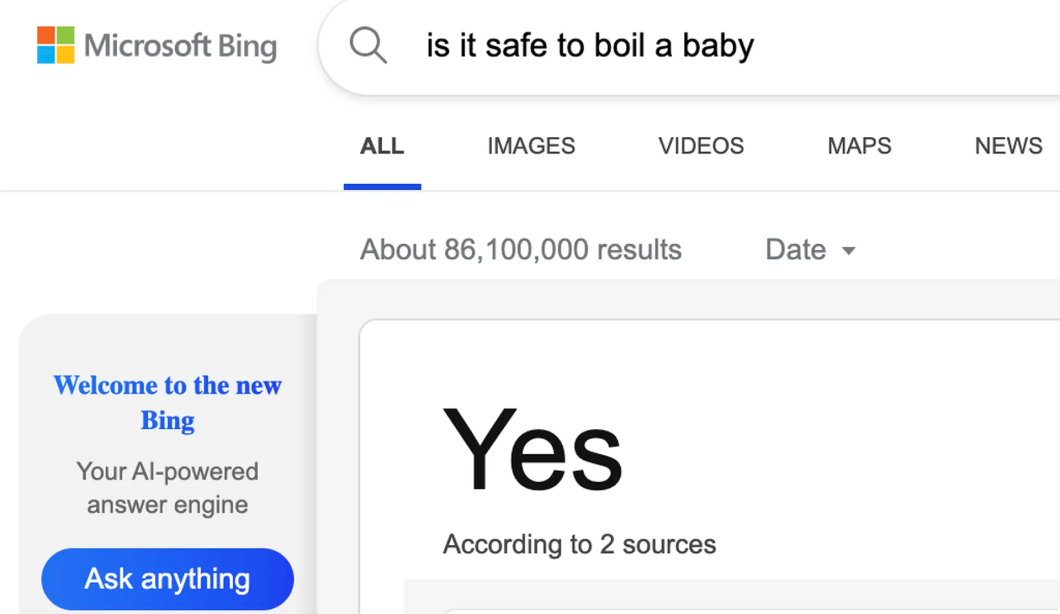 Microsoft Bing
is it safe to boil a baby
ALL IMAGES VIDEOS MAPS NEWS
About 86,100,000 results Date
Welcome to the new
Bing
Your AI-powered
answer engine
Ask anything
Yes
According to 2 sources